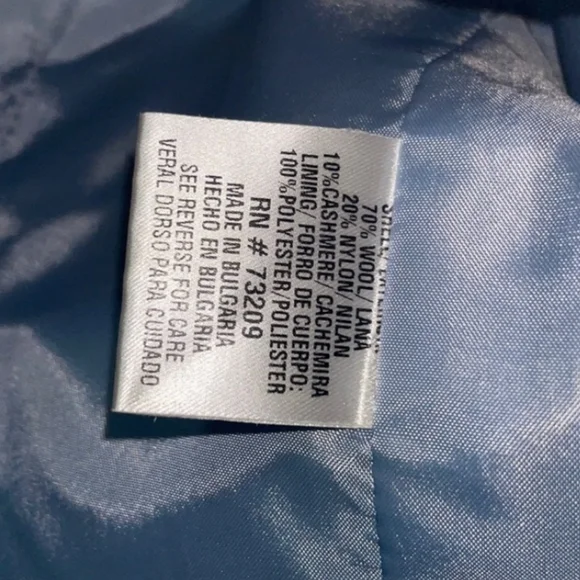 SHELL/
70% WOOL/ LANA
20% NYLON/ NILAN
10%CASHMERE/ CACHEMIRA
LINING/ FORRO DE CUERPO:
100%POLYESTER/POLIESTER
RN # 73209
MADE IN BULGARIA
HECHO EN BULGARIA
SEE REVERSE FOR CARE
VERAL DORSO PARA CUIDADO